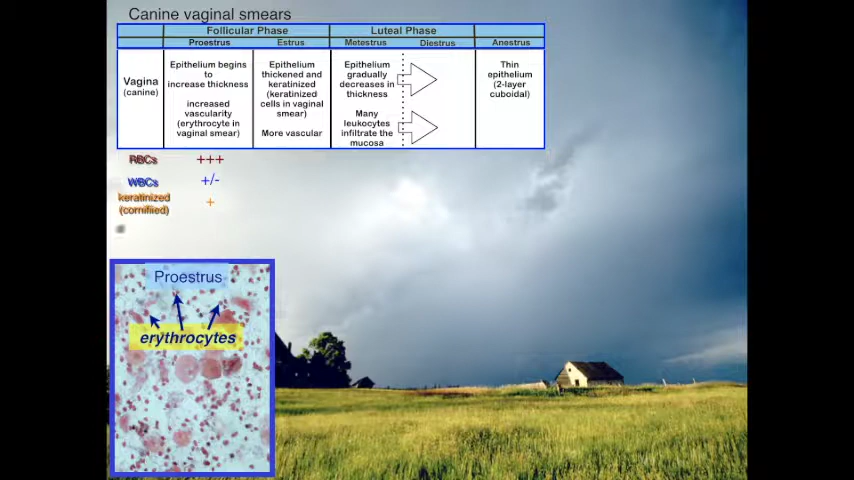 Canine vaginal smears
Follicular Phase
Luteal Phase
Proestrus
Estrus
Metestrus
Diestrus
Anestrus
Vagina
(canine)
Epithelium begins
to
increase thickness
increased
vascularity
(erythrocyte in
vaginal smear)
Epithelium
thickened and
keratinized
(keratinized
cells in vaginal
smear)
More vascular
Epithelium
gradually
decreases in
thickness
Many
leukocytes
infiltrate the
mucosa
Thin
epithelium
(2-layer
cuboidal)
RBCs +++
WBCs +/-
keratinized +
(cornified)
Proestrus
erythrocytes